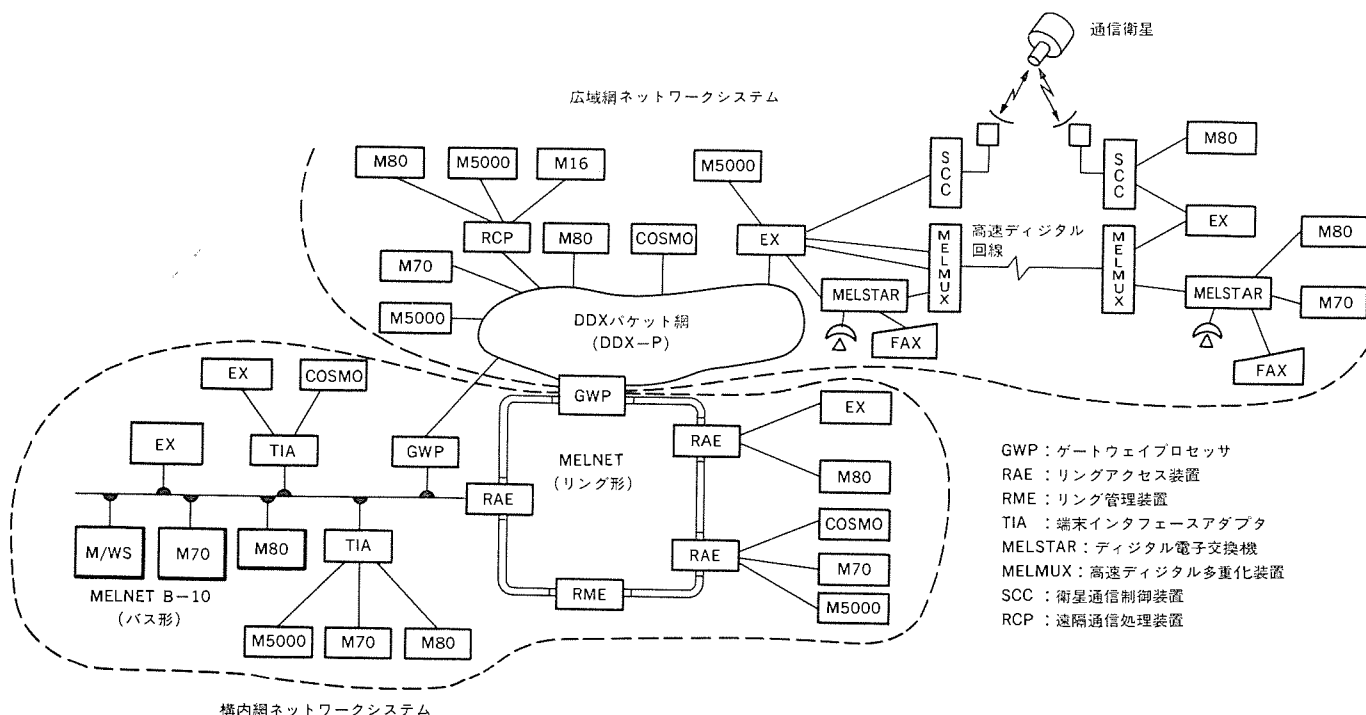 通信衛星
広域網ネットワークシステム
M80
M5000
M16
M5000
SCC
SCC
M80
RCP
M80
COSMO
EX
MELMUX
高速ディジタル
回線
MELMUX
EX
M80
M70
M5000
MELSTAR
FAX
MELSTAR
M70
FAX
DDXパケット網
(DDX-P)
EX
COSMO
GWP
EX
TIA
GWP
MELNET
(リング形)
RAE
EX
M80
RAE
M/WS
M70
M80
TIA
RAE
COSMO
M70
M5000
MELNET B-10
(バス形)
RME
M5000
M70
M80
構内網ネットワークシステム
GWP:ゲートウェイプロセッサ
RAE:リングアクセス装置
RME:リング管理装置
TIA:端末インタフェースアダプタ
MELSTAR:ディジタル電子交換機
MELMUX:高速ディジタル多重化装置
SCC:衛星通信制御装置
RCP:遠隔通信処理装置